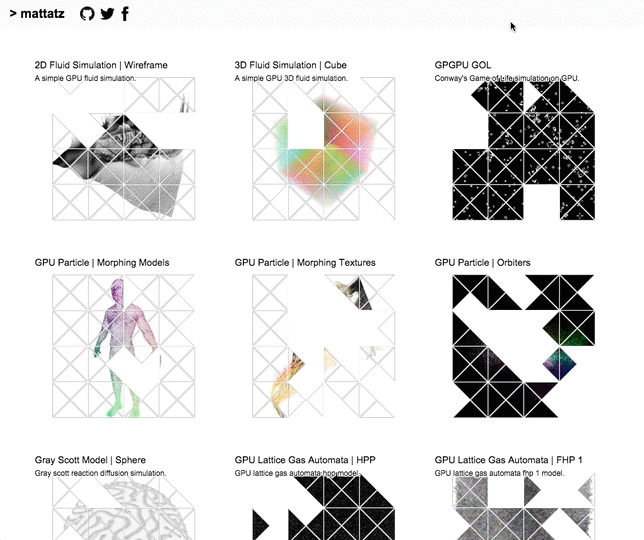 > mattatz
2D Fluid Simulation | Wireframe
A simple GPU fluid simulation.
3D Fluid Simulation | Cube
A simple GPU 3D fluid simulation.
GPGPU GOL
Conway's Game of Life simulation on GPU.
GPU Particle | Morphing Models
GPU Particle | Morphing Textures
GPU Particle | Orbiters
Gray Scott Model | Sphere
Gray scott reaction diffusion simulation.
GPU Lattice Gas Automata | HPP
GPU lattice gas automata hpp model.
GPU Lattice Gas Automata | FHP 1
GPU lattice gas automata fhp 1 model.